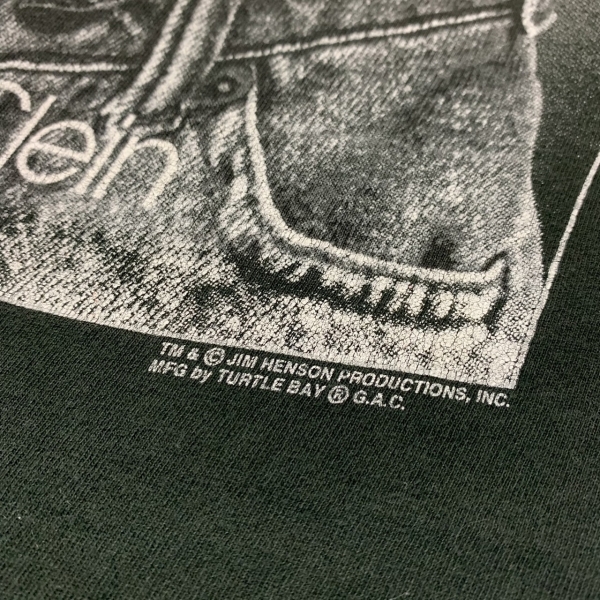 Klein
TM & © JIM HENSON PRODUCTIONS, INC.
MFG by TURTLE BAY ® G.A.C.